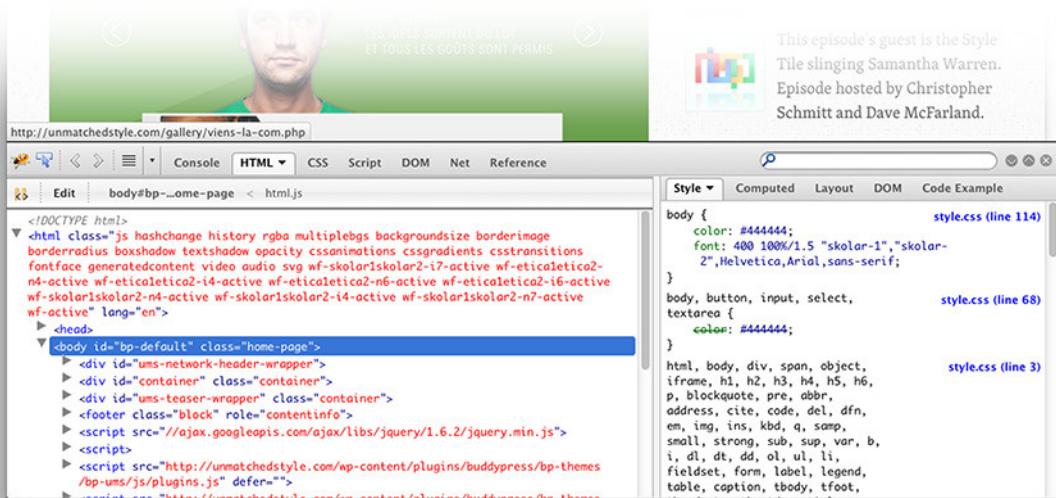 LES IDÉES SORTENT DU LOT
ET TOUS LES GOÛTS SONT PERMIS
This episode's guest is the Style
Tile slinging Samantha Warren.
Episode hosted by Christopher
Schmitt and Dave McFarland.
http://unmatchedstyle.com/gallery/viens-la-com.php
Console HTML CSS Script DOM Net Reference
Edit body#bp-...ome-page < html.js
<!DOCTYPE html>
<html class="js hashchange history rgba multiplebgs backgroundsize borderimage
borderradius boxshadow textshadow opacity cssanimations cssgradients csstransitions
fontface generatedcontent video audio svg wf-skolar1skolar2-i7-active wf-etica1etica2-
n4-active wf-etica1etica2-i4-active wf-etica1etica2-n6-active wf-etica1etica2-i6-active
wf-skolar1skolar2-n4-active wf-skolar1skolar2-i4-active wf-skolar1skolar2-n7-active
wf-active" lang="en">
<head>
<body id="bp-default" class="home-page">
<div id="ums-network-header-wrapper">
<div id="container" class="container">
<div id="ums-teaser-wrapper" class="container">
<footer class="block" role="contentinfo">
<script src="//ajax.googleapis.com/ajax/libs/jquery/1.6.2/jquery.min.js">
<script>
<script src="http://unmatchedstyle.com/wp-content/plugins/buddypress/bp-themes
/bp-ums/js/plugins.js" defer="">
<script src="http://unmatchedstyle.com/wp-content/plugins/buddypress/bp-themes
Style Computed Layout DOM Code Example
body { style.css (line 114)
color: #444444;
font: 400 100%/1.5 "skolar-1","skolar-
2",Helvetica,Arial,sans-serif;
}
body, button, input, select, style.css (line 68)
textarea {
color: #444444;
}
html, body, div, span, object, style.css (line 3)
iframe, h1, h2, h3, h4, h5, h6,
p, blockquote, pre, abbr,
address, cite, code, del, dfn,
em, img, ins, kbd, q, samp,
small, strong, sub, sup, var, b,
i, dl, dt, dd, ol, ul, li,
fieldset, form, label, legend,
table, caption, tbody, tfoot,